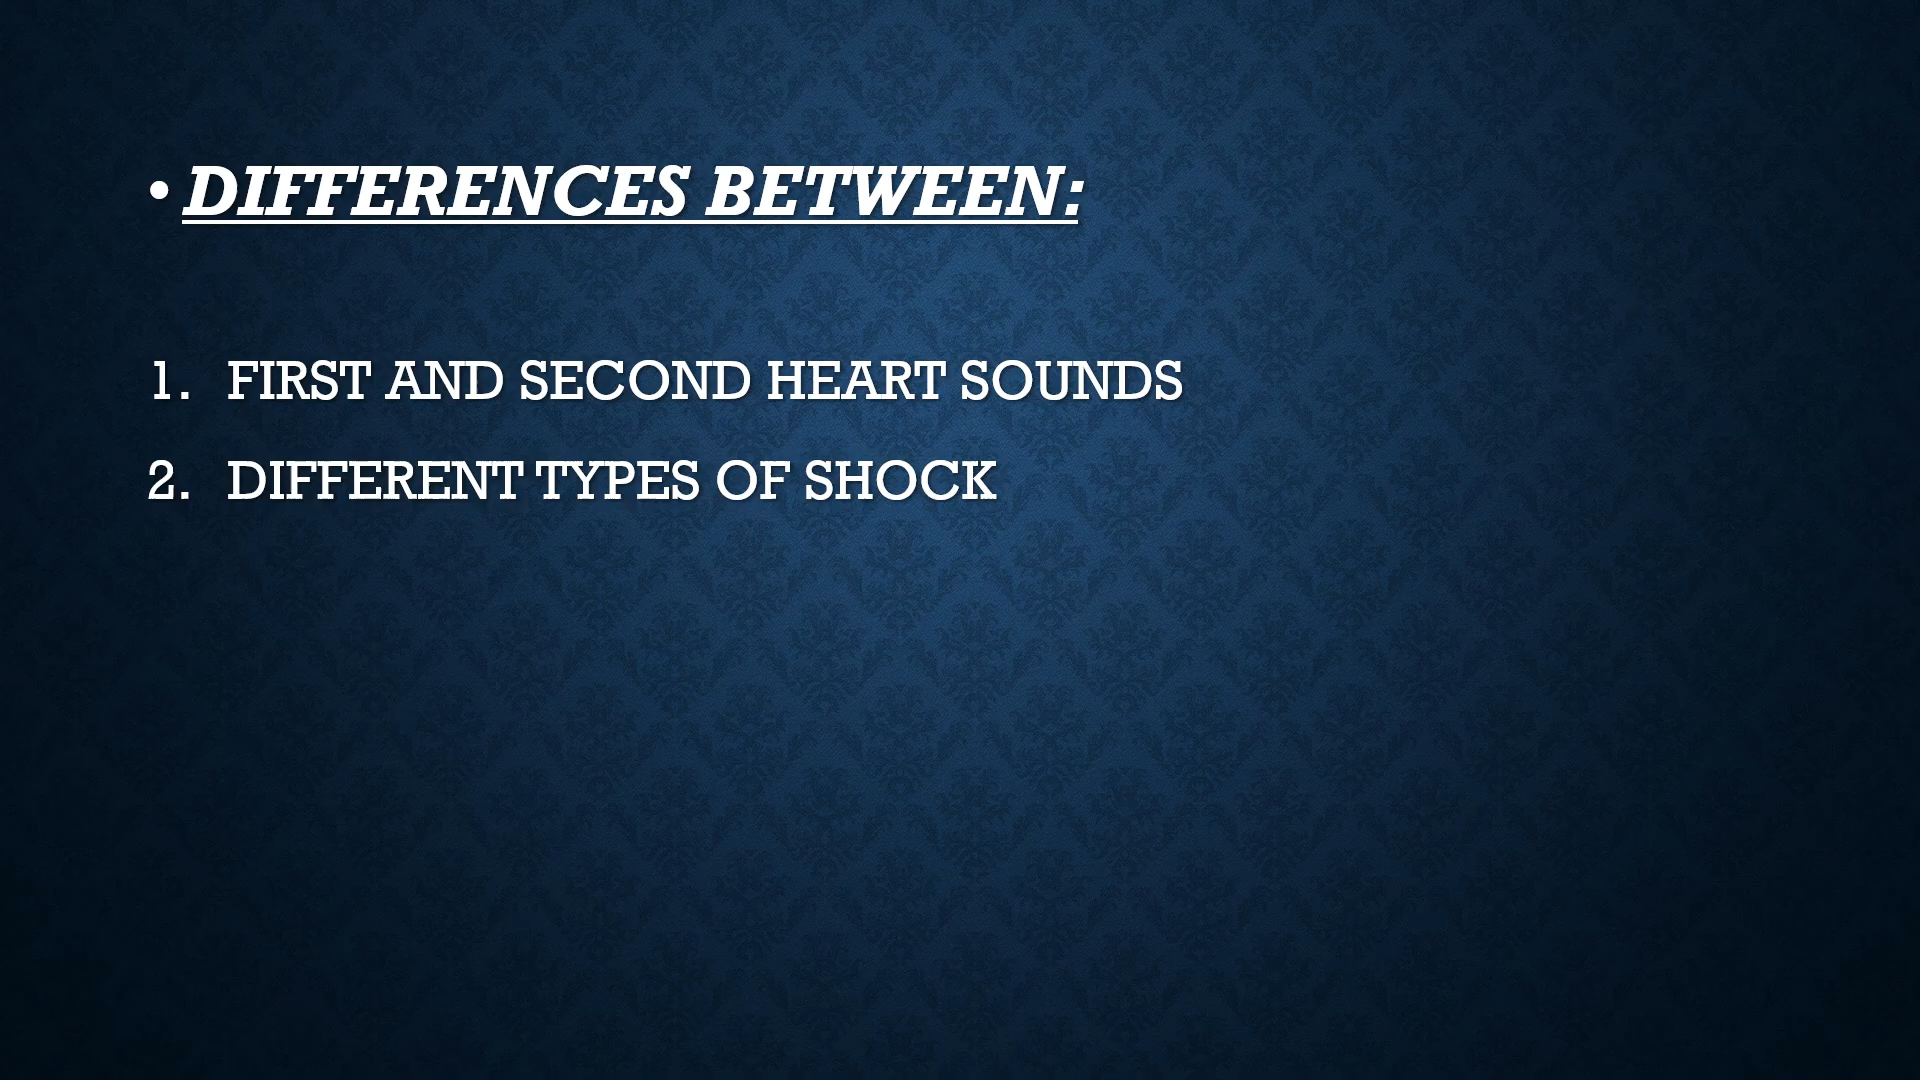 • DIFFERENCES BETWEEN:
1. FIRST AND SECOND HEART SOUNDS
2. DIFFERENT TYPES OF SHOCK